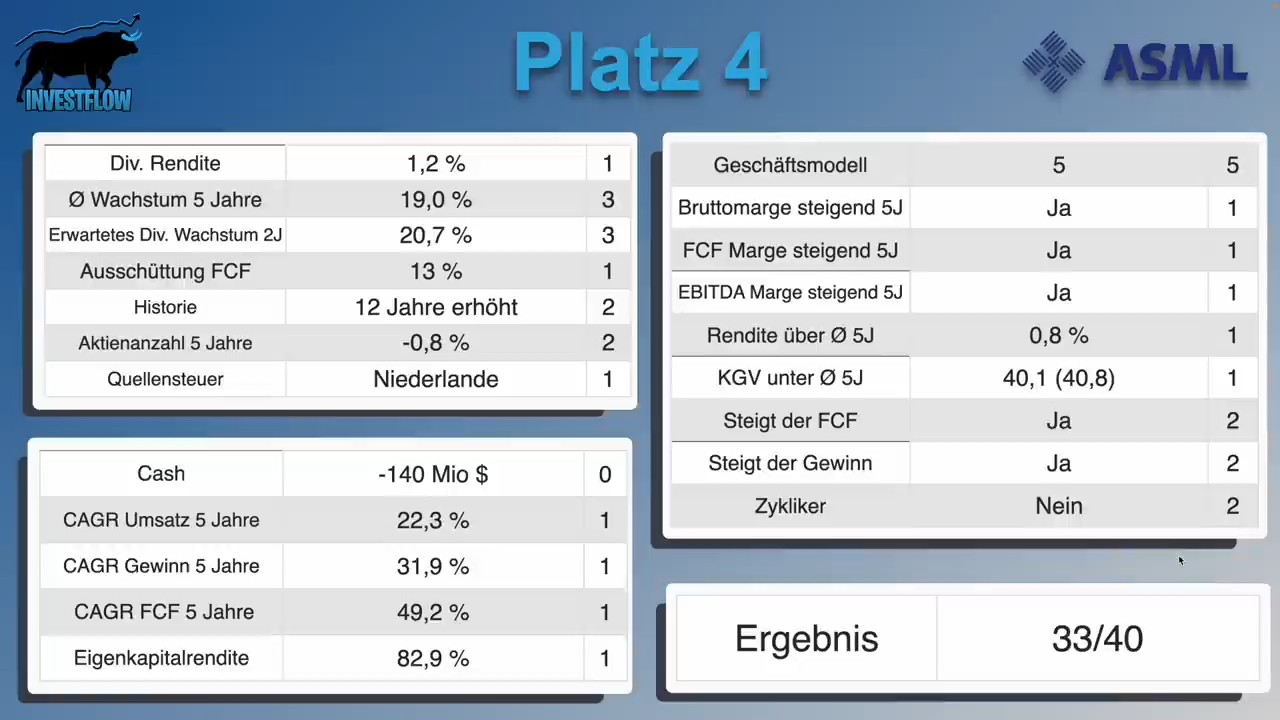 INVESTFLOW
Platz 4
ASML
Div. Rendite 1,2 % 1
Ø Wachstum 5 Jahre 19,0 % 3
Erwartetes Div. Wachstum 2J 20,7 % 3
Ausschüttung FCF 13 % 1
Historie 12 Jahre erhöht 2
Aktienanzahl 5 Jahre -0,8 % 2
Quellensteuer Niederlande 1
Cash -140 Mio $ 0
CAGR Umsatz 5 Jahre 22,3 % 1
CAGR Gewinn 5 Jahre 31,9 % 1
CAGR FCF 5 Jahre 49,2 % 1
Eigenkapitalrendite 82,9 % 1
Geschäftsmodell 5 5
Bruttomarge steigend 5J Ja 1
FCF Marge steigend 5J Ja 1
EBITDA Marge steigend 5J Ja 1
Rendite über Ø 5J 0,8 % 1
KGV unter Ø 5J 40,1 (40,8) 1
Steigt der FCF Ja 2
Steigt der Gewinn Ja 2
Zykliker Nein 2
Ergebnis 33/40